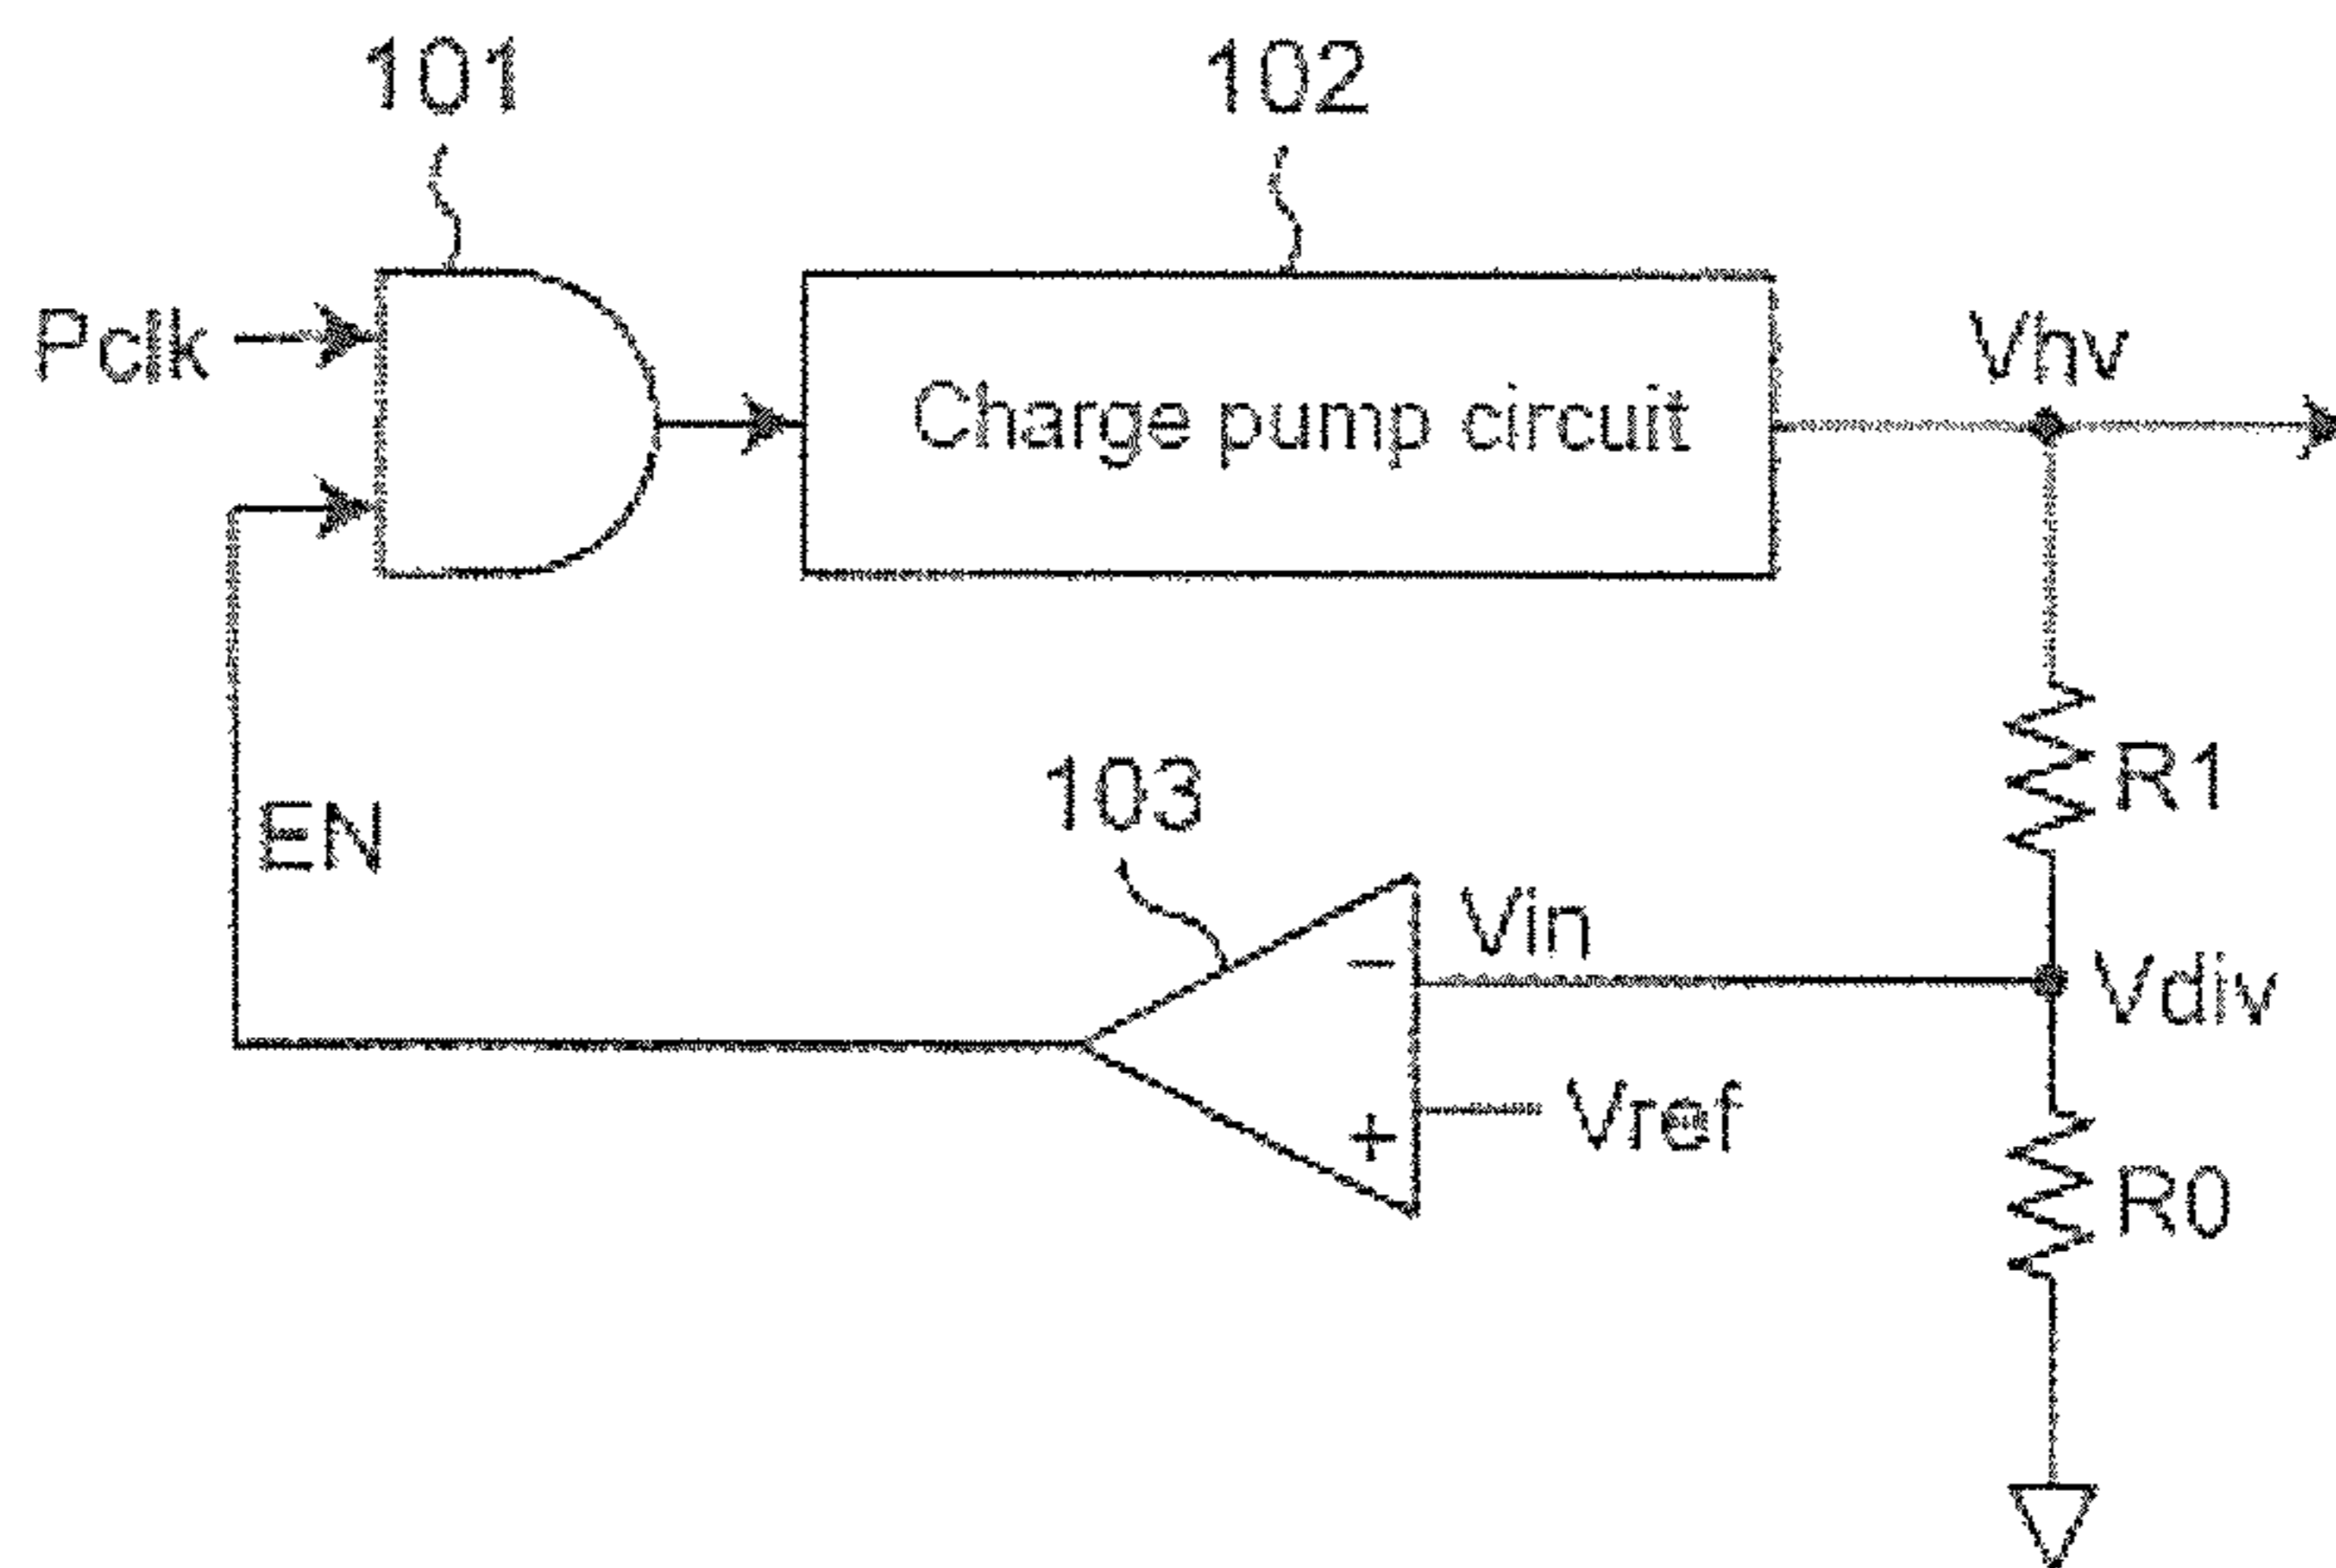 101
102
Pclk
Charge pump circuit
Vhv
R1
103
EN
Vin
-
Vdiv
Vref
+
R0